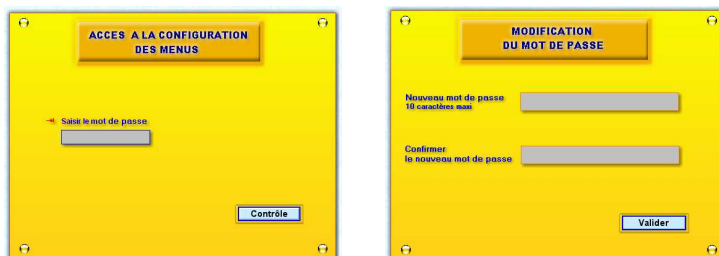 ACCES A LA CONFIGURATION
DES MENUS
Saisir le mot de passe
Contrôle
MODIFICATION
DU MOT DE PASSE
Nouveau mot de passe
10 caractères maxi
Confirmer
le nouveau mot de passe
Valider